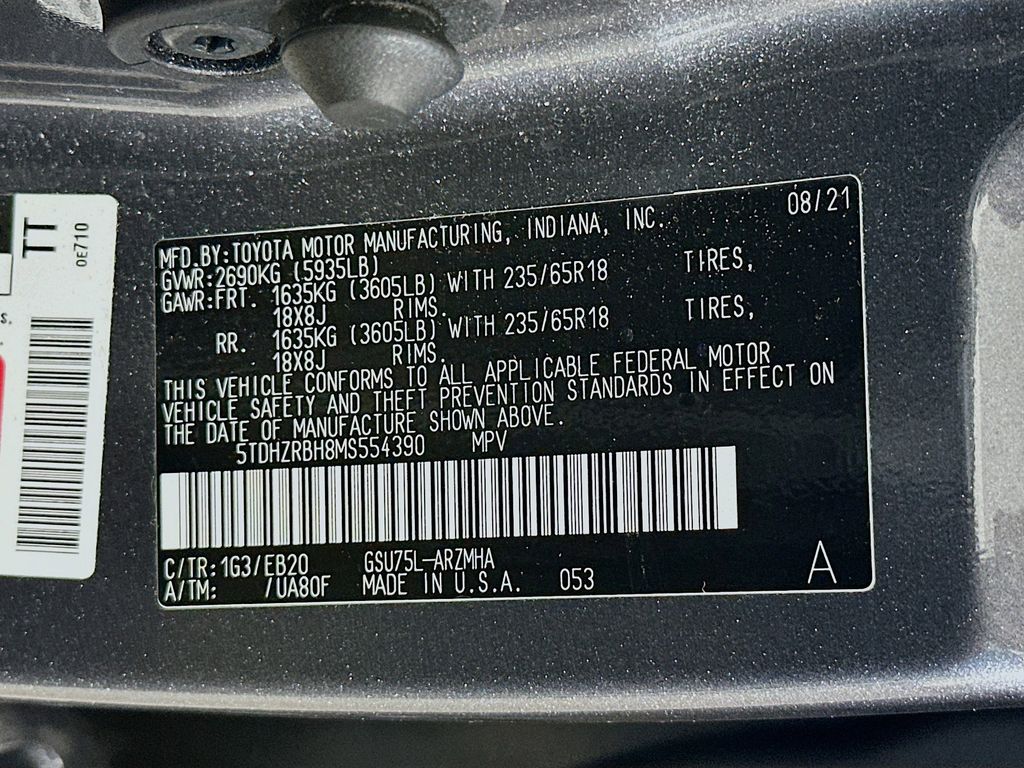 TT
0E710
S.
08/21
MFD.BY:TOYOTA MOTOR MANUFACTURING, INDIANA, INC.
GVWR:2690KG (5935LB)
GAWR:FRT. 1635KG (3605LB) WITH 235/65R18 TIRES,
18X8J RIMS.
RR. 1635KG (3605LB) WITH 235/65R18 TIRES,
18X8J RIMS.
THIS VEHICLE CONFORMS TO ALL APPLICABLE FEDERAL MOTOR
VEHICLE SAFETY AND THEFT PREVENTION STANDARDS IN EFFECT ON
THE DATE OF MANUFACTURE SHOWN ABOVE.
5TDHZRBH8MS554390 MPV
C/TR:1G3/EB20 GSU75L-ARZMHA
A/TM: /UA80F MADE IN U.S.A. 053 A